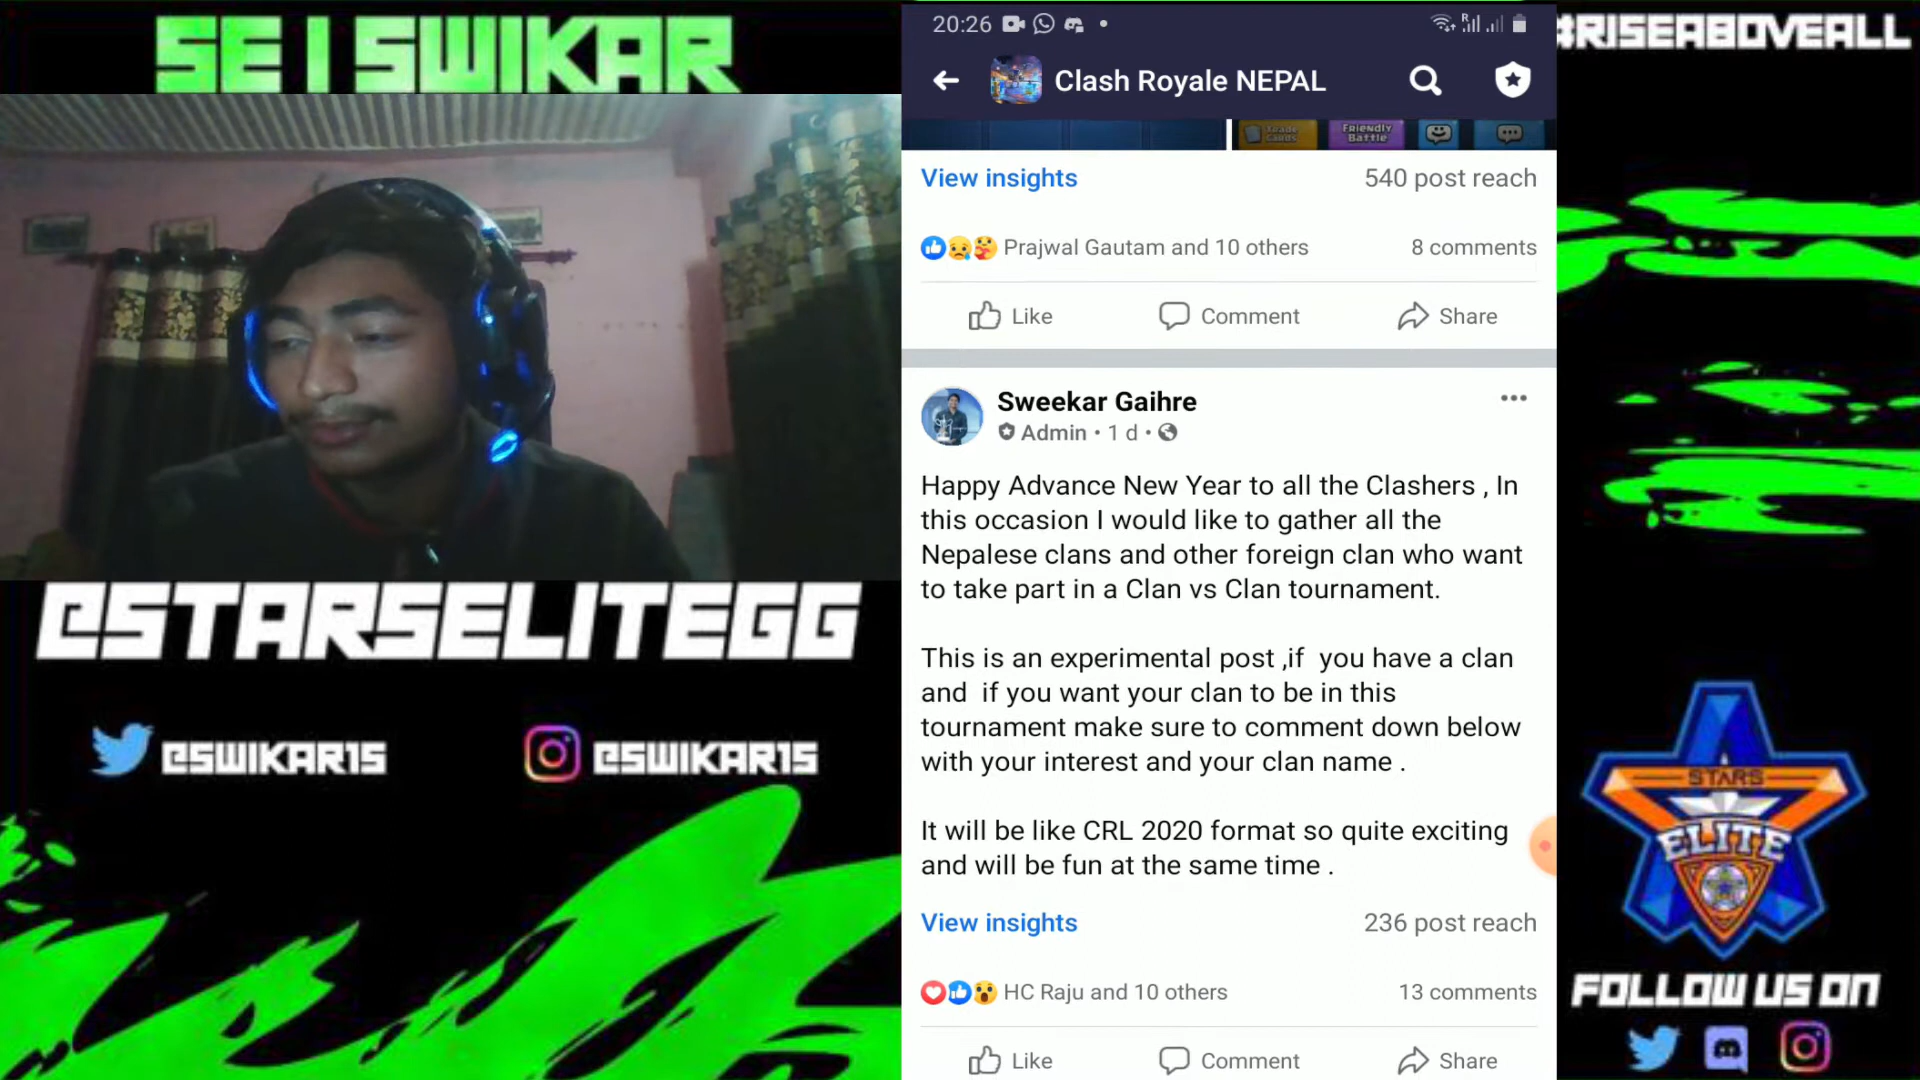 SE | SWIKAR
@STARSELITEGG
@SWIKAR15
@SWIKAR15
20:26
Clash Royale NEPAL
Trade Cards
Friendly Battle
View insights
540 post reach
Prajwal Gautam and 10 others
8 comments
Like
Comment
Share
Sweekar Gaihre
Admin • 1 d •
Happy Advance New Year to all the Clashers , In
this occasion I would like to gather all the
Nepalese clans and other foreign clan who want
to take part in a Clan vs Clan tournament.
This is an experimental post ,if  you have a clan
and  if you want your clan to be in this
tournament make sure to comment down below
with your interest and your clan name .
It will be like CRL 2020 format so quite exciting
and will be fun at the same time .
View insights
236 post reach
HC Raju and 10 others
13 comments
Like
Comment
Share
#RISEABOVEALL
STARS
ELITE
FOLLOW US ON